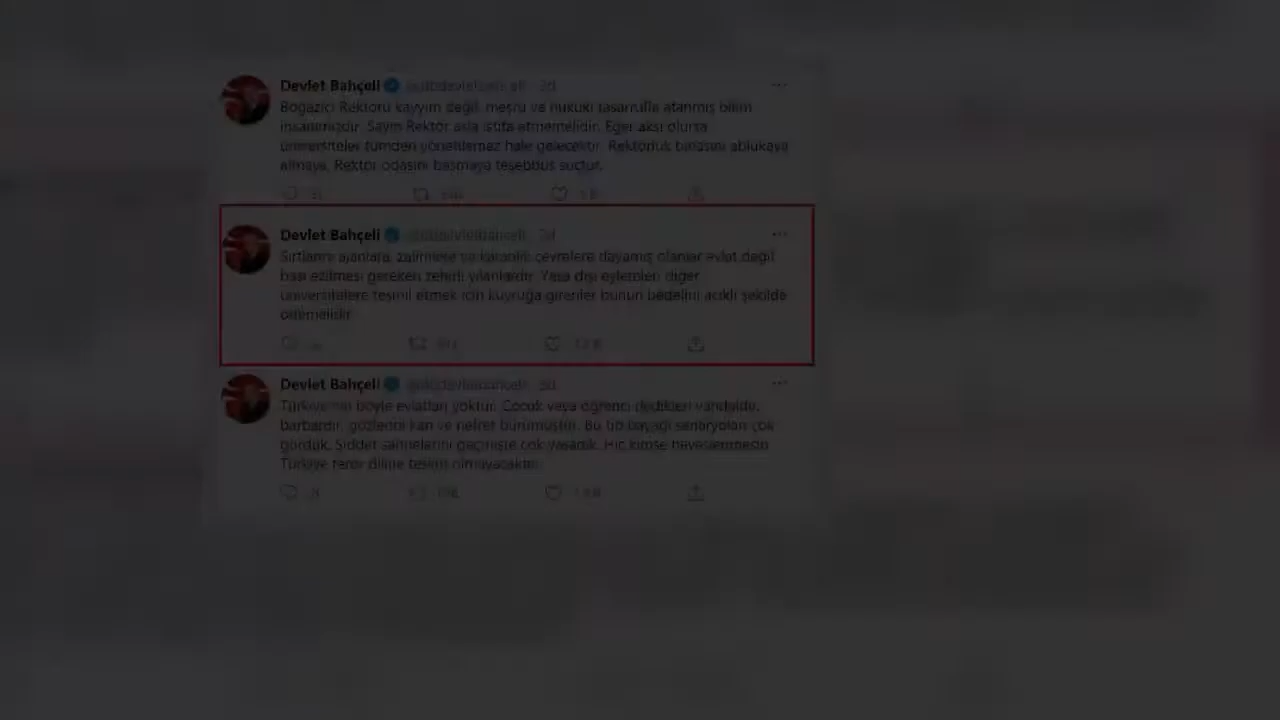 Devlet Bahçeli 2d
Boğaziçi Rektörü kayyım değil, meşru ve hukuki tasarrufla atanmış bilim
insanımızdır. Sayın Rektör asla istifa etmemelidir. Eğer aksi olursa
üniversiteler tümden yönetilemez hale gelecektir. Rektörlük binasını ablukaya
almaya, Rektör odasını basmaya teşebbüs suçtur.
Devlet Bahçeli @dbdevletbahceli 2d
Sırtlarını ajanlara, zalimlere ve karanlık çevrelere dayamış olanlar evlat değil
başı ezilmesi gereken zehirli yılanlardır. Yasa dışı eylemleri diğer
üniversitelere teşmil etmek için kuyruğa girenler bunun bedelini acıklı şekilde
ödemelidir.
Devlet Bahçeli @dbdevletbahceli 2d
Türkiye'nin böyle evlatları yoktur. Çocuk veya öğrenci dedikleri vandaldır,
barbardır, gözlerini kan ve nefret bürümüştür. Bu tip bayağı senaryoları çok
gördük. Şiddet sahnelerini geçmişte çok yaşadık. Hiç kimse heveslenmesin
Türkiye terör diline teslim olmayacaktır.